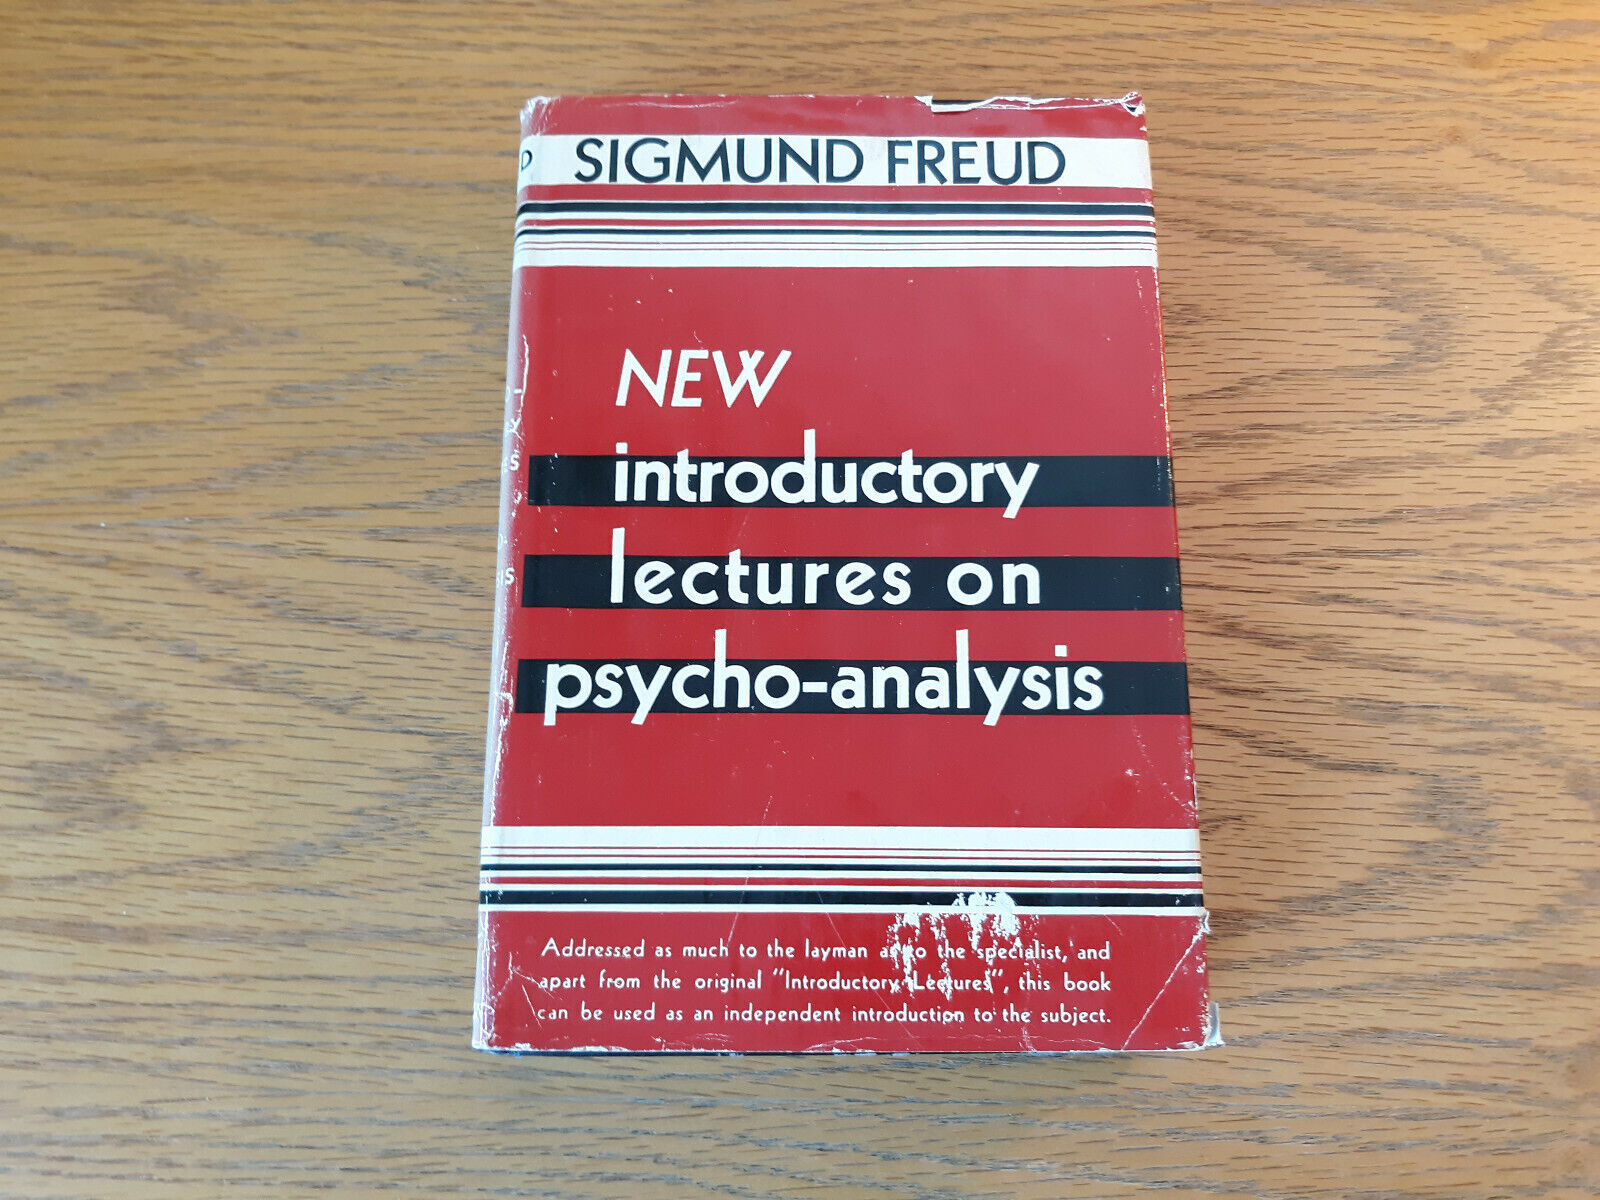 SIGMUND FREUD
NEW
introductory
lectures on
psycho-analysis
Addressed as much to the layman as to the specialist, and
apart from the original "Introductory Lectures", this book
can be used as an independent introduction to the subject.